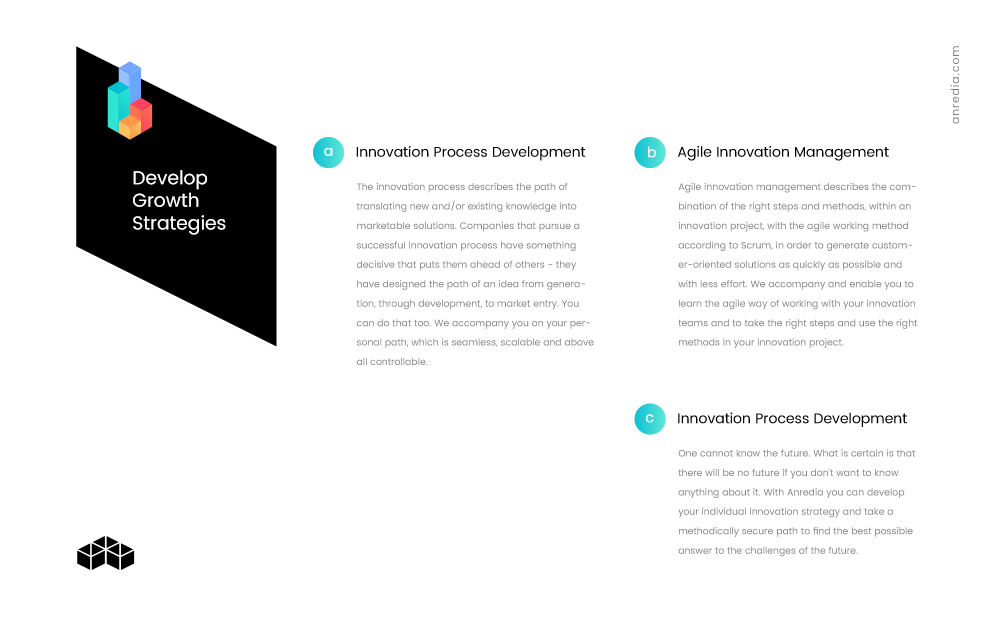 anredia.com
Develop
Growth
Strategies
a
Innovation Process Development
The innovation process describes the path of
translating new and/or existing knowledge into
marketable solutions. Companies that pursue a
successful innovation process have something
decisive that puts them ahead of others - they
have designed the path of an idea from genera-
tion, through development, to market entry. You
can do that too. We accompany you on your per-
sonal path, which is seamless, scalable and above
all controllable.
b
Agile Innovation Management
Agile innovation management describes the com-
bination of the right steps and methods, within an
innovation project, with the agile working method
according to Scrum, in order to generate custom-
er-oriented solutions as quickly as possible and
with less effort. We accompany and enable you to
learn the agile way of working with your innovation
teams and to take the right steps and use the right
methods in your innovation project.
c
Innovation Process Development
One cannot know the future. What is certain is that
there will be no future if you don't want to know
anything about it. With Anredia you can develop
your individual innovation strategy and take a
methodically secure path to find the best possible
answer to the challenges of the future.